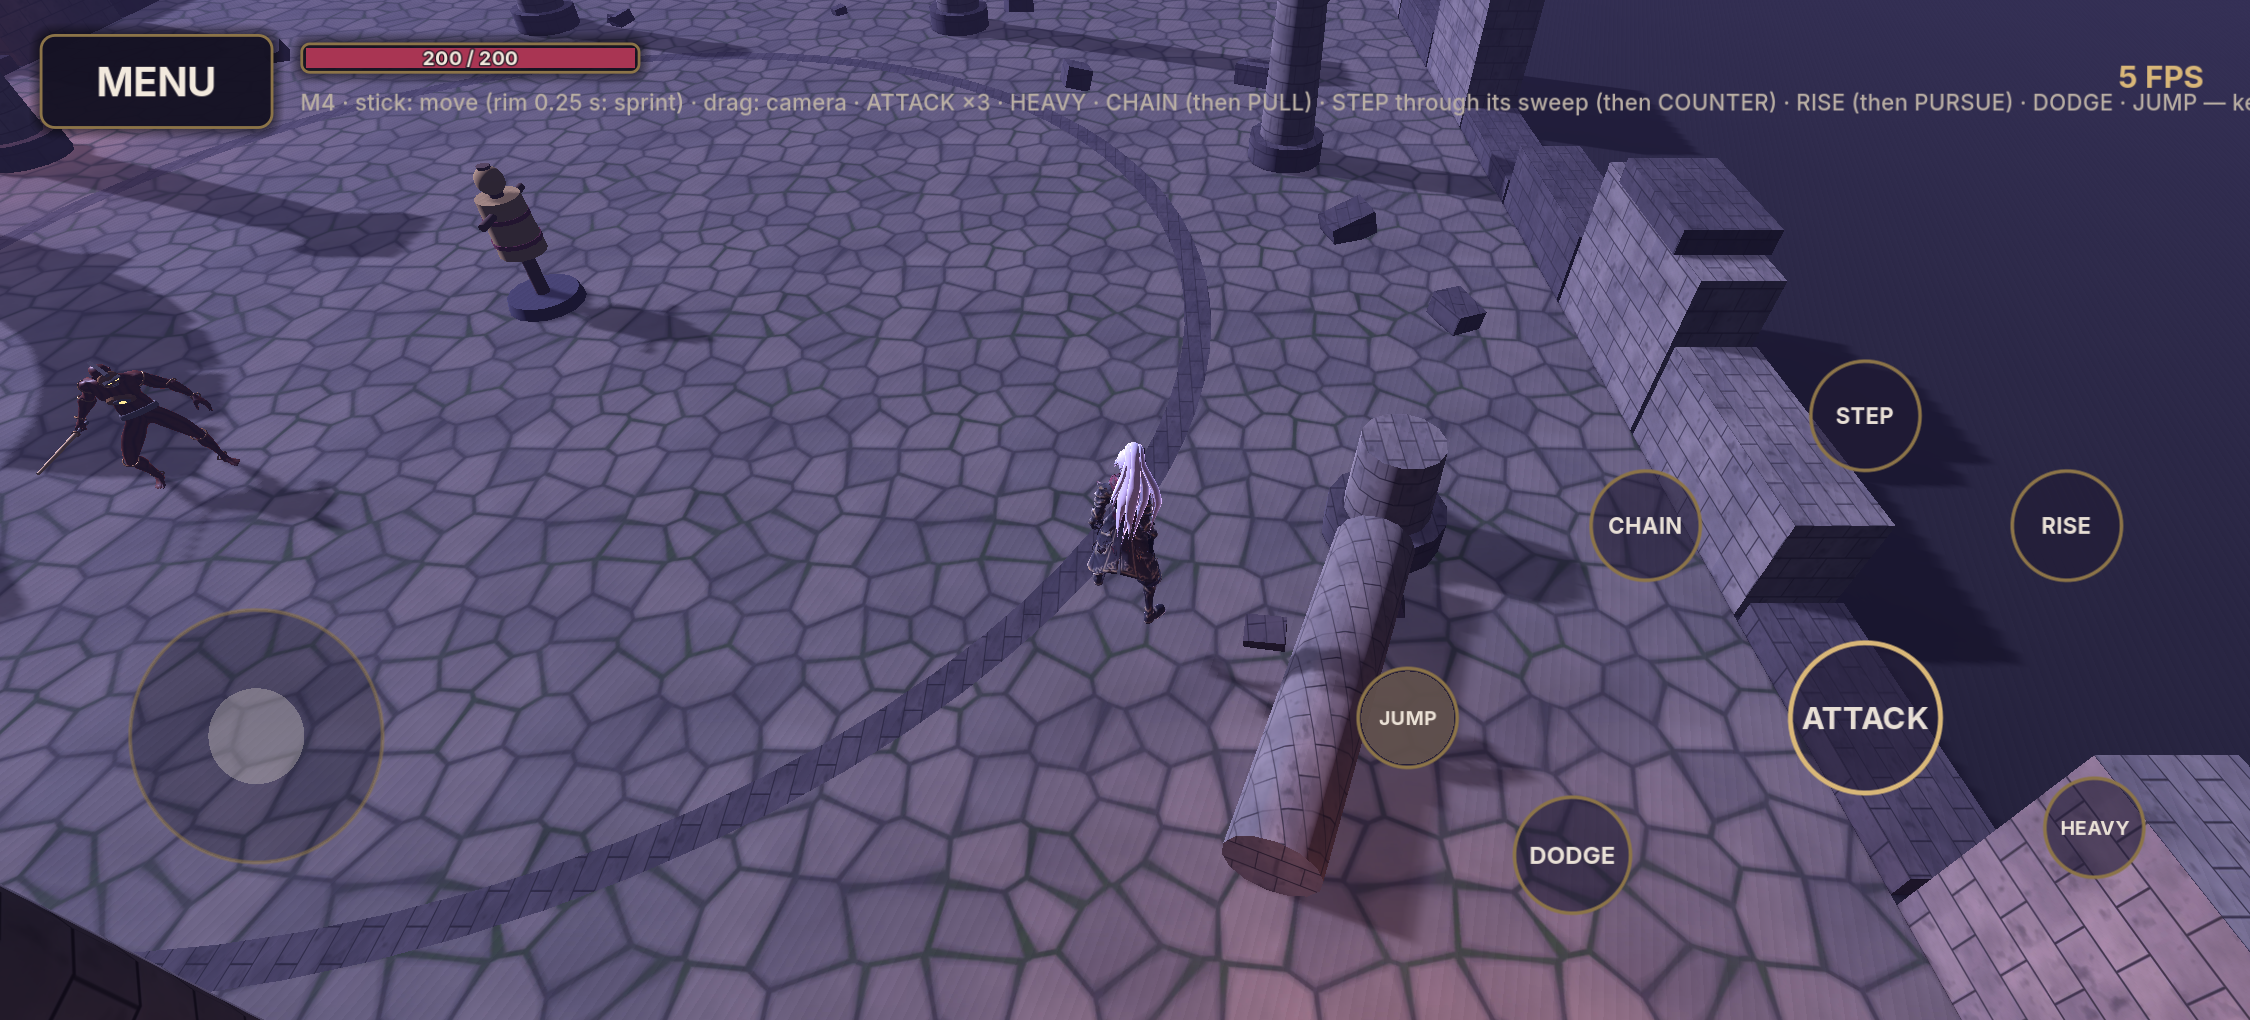 MENU
200 / 200
5 FPS
M4 · stick: move (rim 0.25 s: sprint) · drag: camera · ATTACK ×3 · HEAVY · CHAIN (then PULL) · STEP through its sweep (then COUNTER) · RISE (then PURSUE) · DODGE · JUMP —
STEP
CHAIN
RISE
JUMP
ATTACK
DODGE
HEAVY